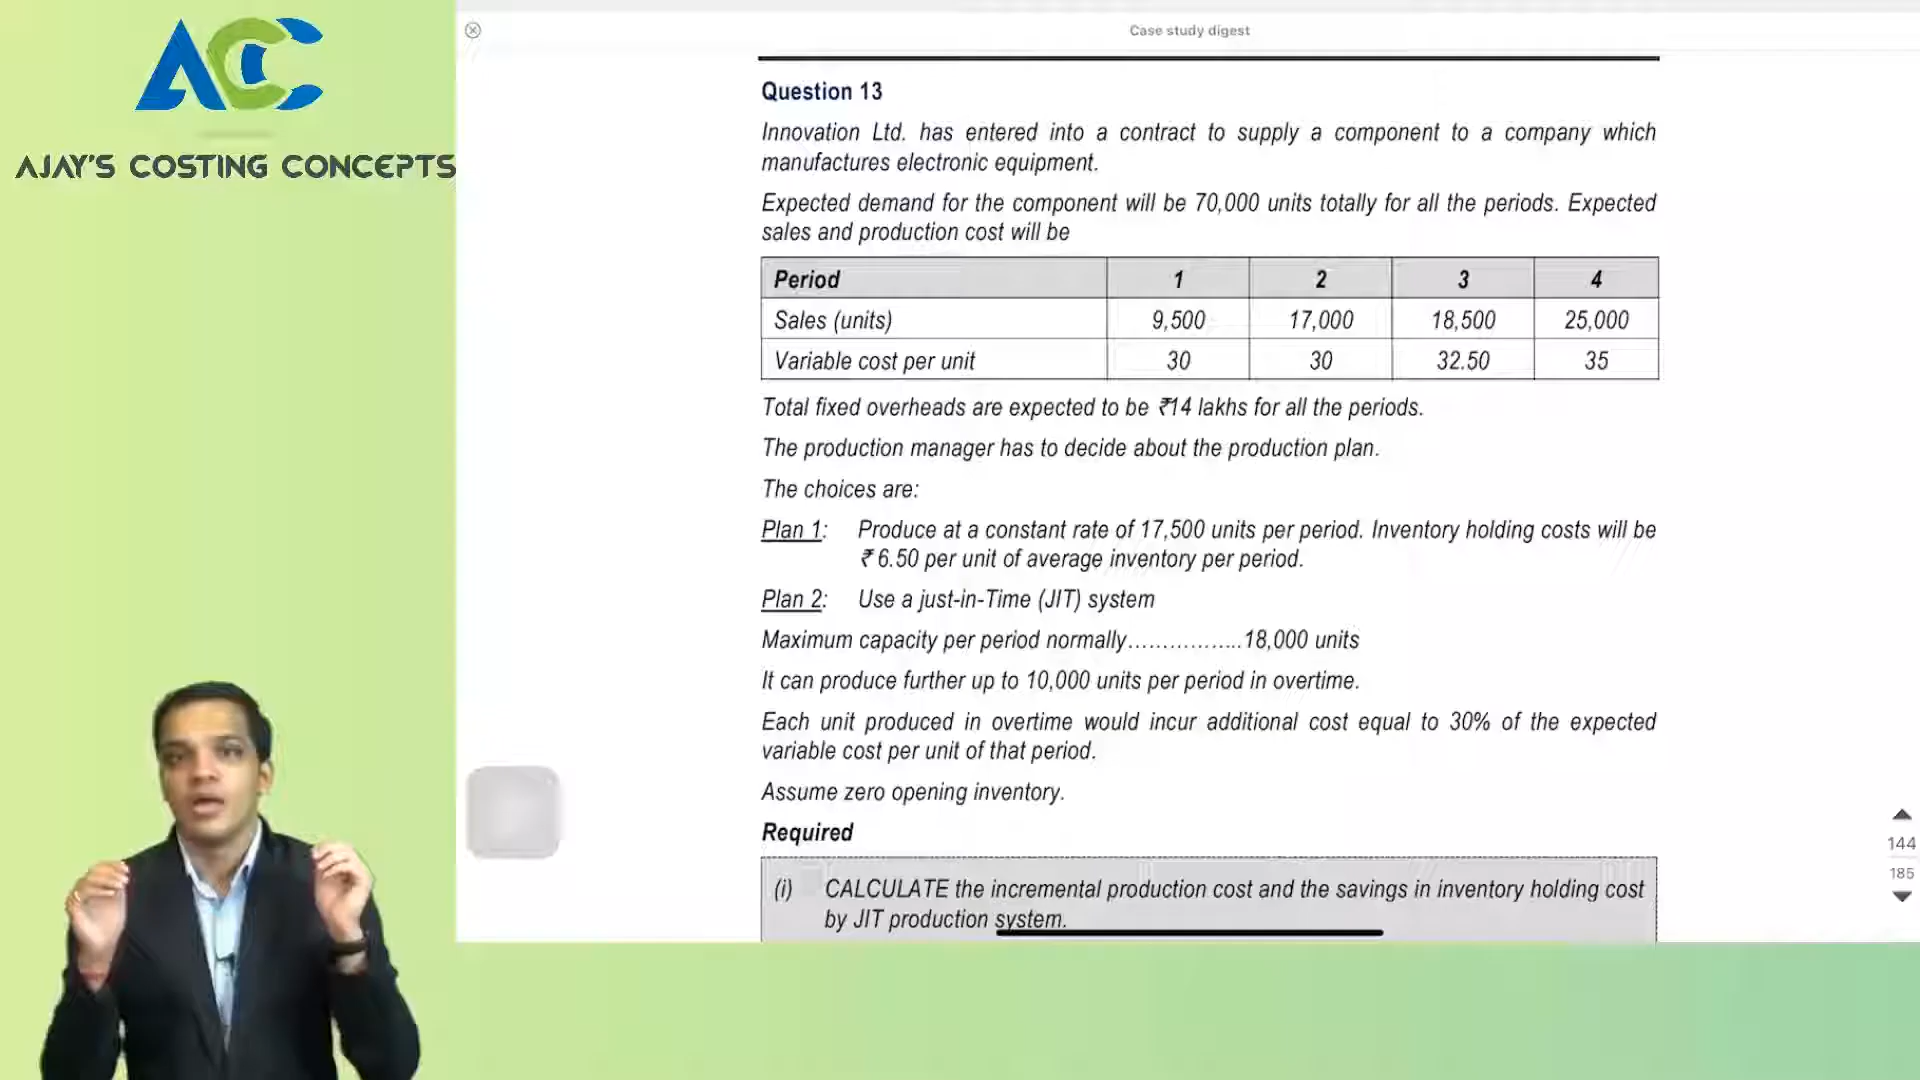 ACC
AJAY'S COSTING CONCEPTS
Case study digest
Question 13
Innovation Ltd. has entered into a contract to supply a component to a company which
manufactures electronic equipment.
Expected demand for the component will be 70,000 units totally for all the periods. Expected
sales and production cost will be
Period 1 2 3 4
Sales (units) 9,500 17,000 18,500 25,000
Variable cost per unit 30 30 32.50 35
Total fixed overheads are expected to be ₹14 lakhs for all the periods.
The production manager has to decide about the production plan.
The choices are:
Plan 1: Produce at a constant rate of 17,500 units per period. Inventory holding costs will be
₹ 6.50 per unit of average inventory per period.
Plan 2: Use a just-in-Time (JIT) system
Maximum capacity per period normally……………..18,000 units
It can produce further up to 10,000 units per period in overtime.
Each unit produced in overtime would incur additional cost equal to 30% of the expected
variable cost per unit of that period.
Assume zero opening inventory.
Required
(i) CALCULATE the incremental production cost and the savings in inventory holding cost
by JIT production system.
144
185